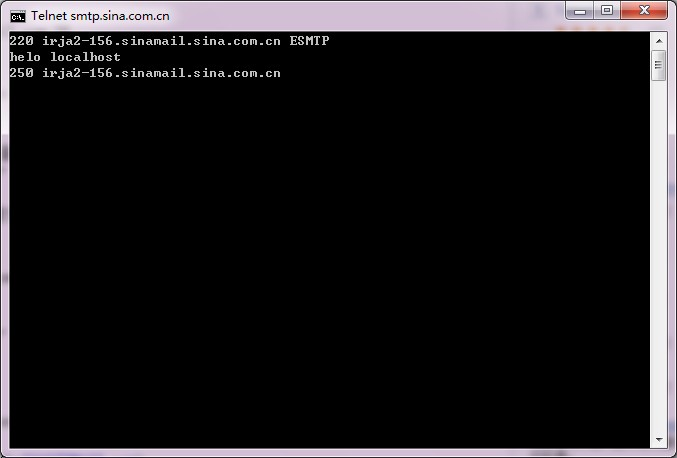 Telnet smtp.sina.com.cn
220 irja2-156.sinamail.sina.com.cn ESMTP
helo localhost
250 irja2-156.sinamail.sina.com.cn